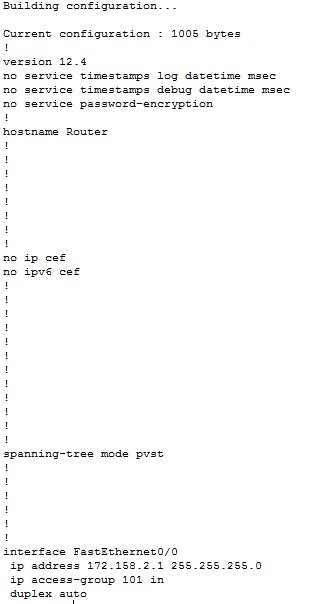 Building configuration...
Current configuration : 1005 bytes
!
version 12.4
no service timestamps log datetime msec
no service timestamps debug datetime msec
no service password-encryption
!
hostname Router
!
!
!
!
!
!
!
!
no ip cef
no ipv6 cef
!
!
!
!
!
!
!
!
!
!
!
!
spanning-tree mode pvst
!
!
!
!
!
!
interface FastEthernet0/0
 ip address 172.158.2.1 255.255.255.0
 ip access-group 101 in
 duplex auto